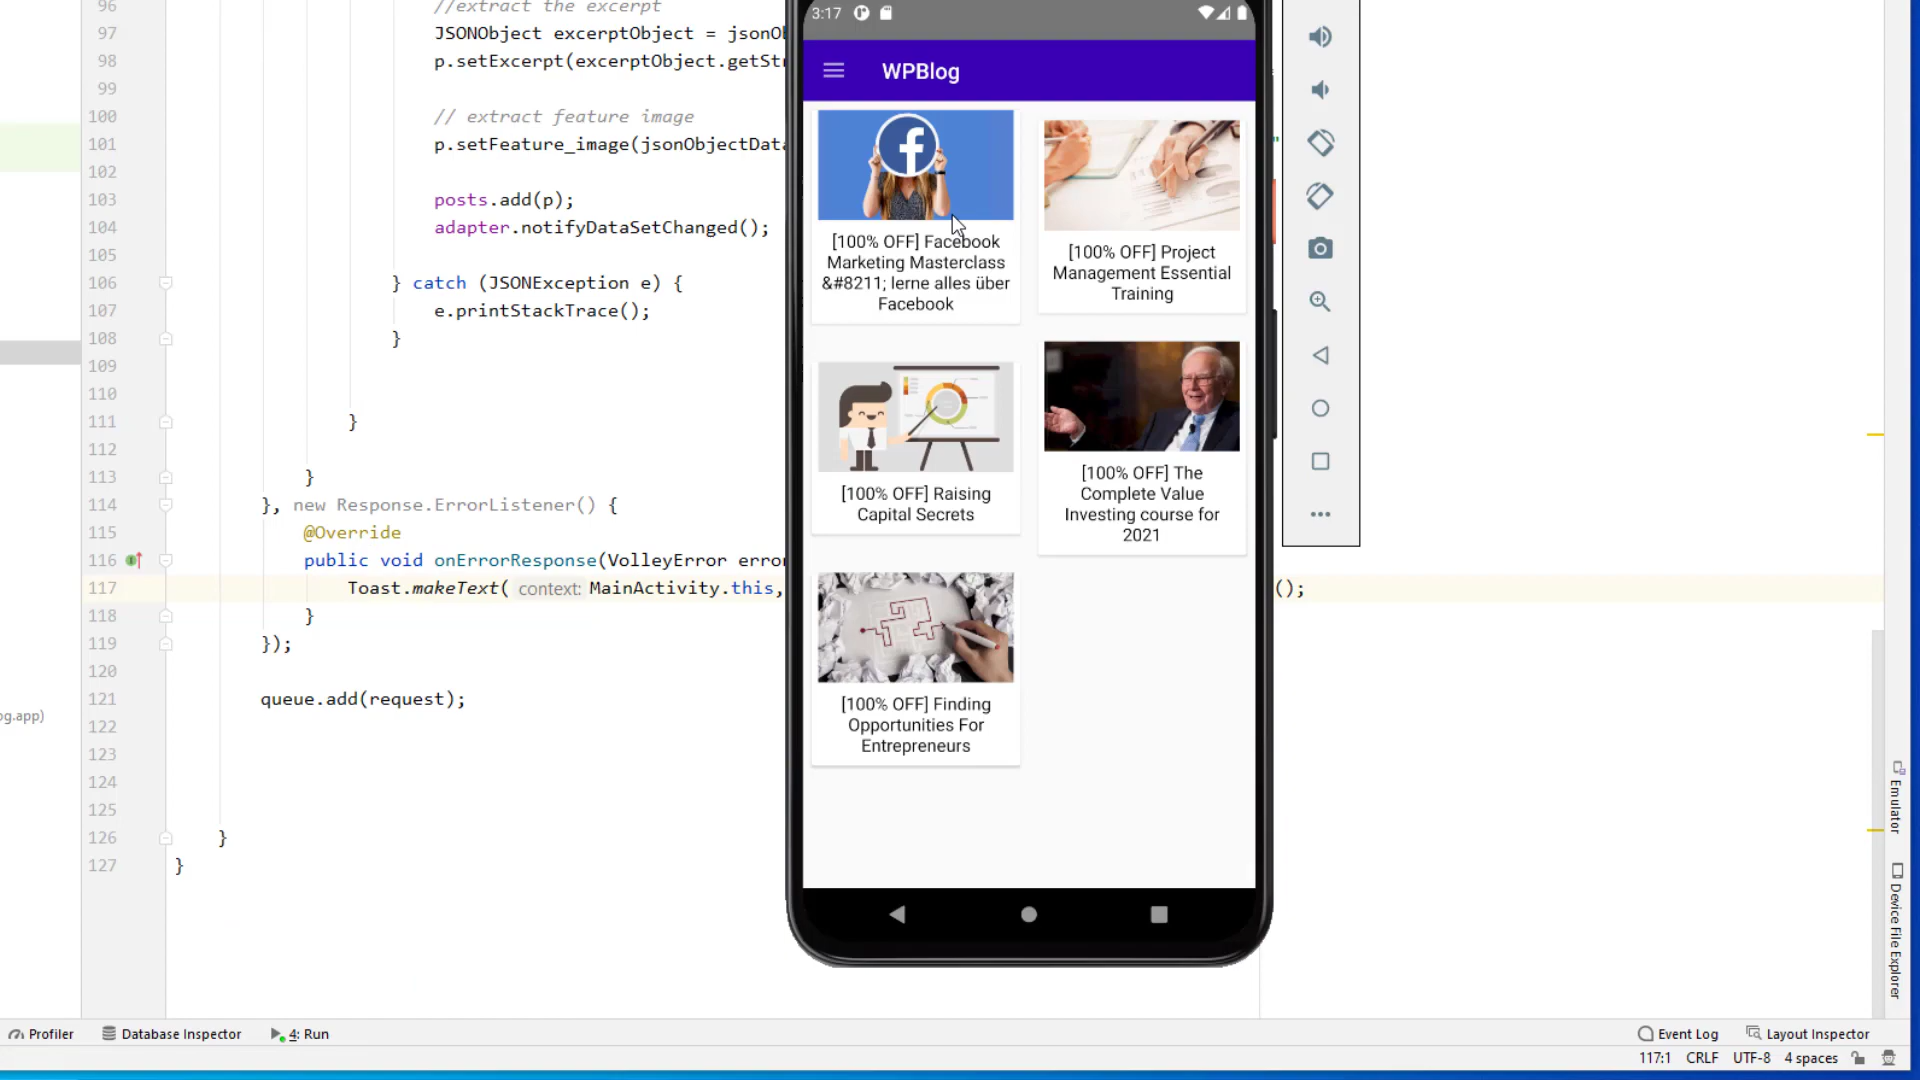 96 //extract the excerpt
97 JSONObject excerptObject = jsonOb
98 p.setExcerpt(excerptObject.getStr
99
100 // extract feature image
101 p.setFeature_image(jsonObjectData
102
103 posts.add(p);
104 adapter.notifyDataSetChanged();
105
106 } catch (JSONException e) {
107 e.printStackTrace();
108 }
109
110
111 }
112
113 }
114 }, new Response.ErrorListener() {
115 @Override
116 public void onErrorResponse(VolleyError error
117 Toast.makeText( context: MainActivity.this, ();
118 }
119 });
120
121 queue.add(request);
122
123
124
125
126 }
127 }
og.app)
3:17
WPBlog
[100% OFF] Facebook
Marketing Masterclass
&#8211; lerne alles über
Facebook
[100% OFF] Project
Management Essential
Training
[100% OFF] Raising
Capital Secrets
[100% OFF] The
Complete Value
Investing course for
2021
[100% OFF] Finding
Opportunities For
Entrepreneurs
Emulator
Device File Explorer
Profiler
Database Inspector
4: Run
Event Log
Layout Inspector
117:1 CRLF UTF-8 4 spaces